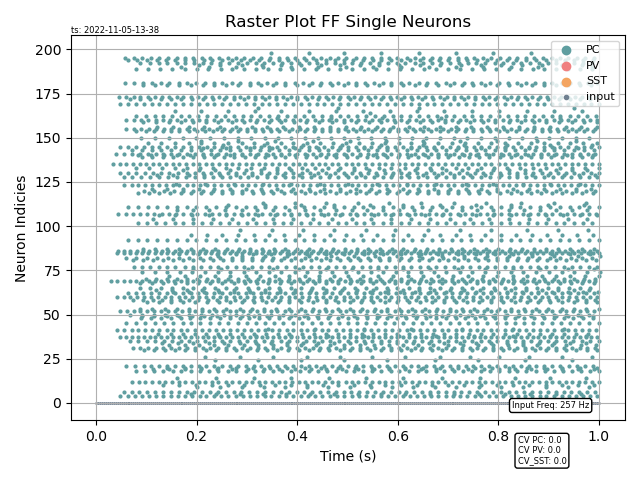 Raster Plot FF Single Neurons
ts: 2022-11-05-13-38
200
175
150
125
100
75
50
25
0
Neuron Indicies
PC
PV
SST
input
Input Freq: 257 Hz
0.0 0.2 0.4 0.6 0.8 1.0
Time (s)
CV PC: 0.0
CV PV: 0.0
CV_SST: 0.0